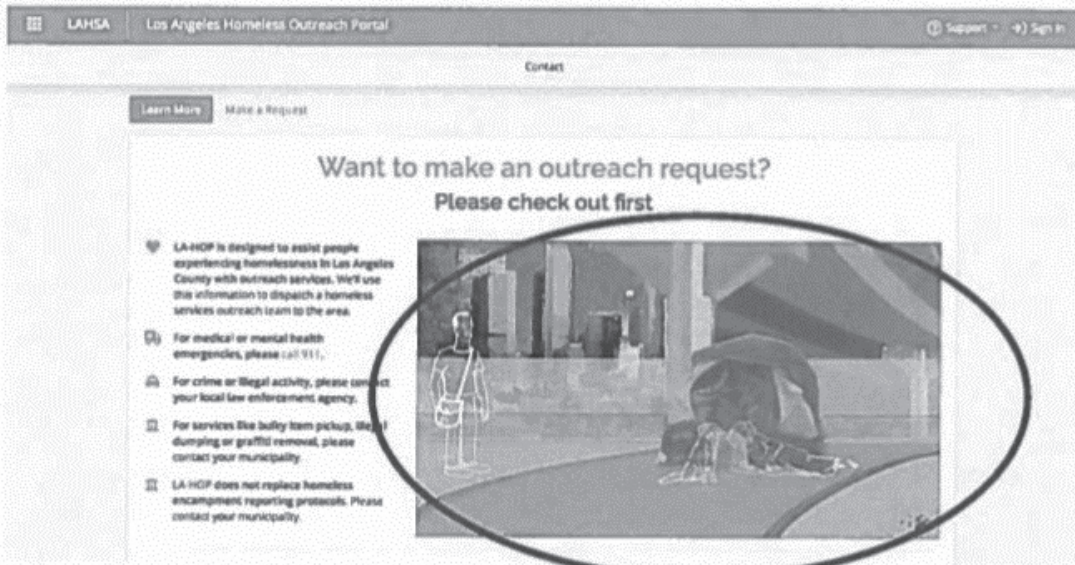 LAHSA Los Angeles Homeless Outreach Portal Support Sign In
Contact
Learn More Make a Request
Want to make an outreach request?
Please check out first
LA-HOP is designed to assist people
experiencing homelessness in Los Angeles
County with outreach services. We'll use
this information to dispatch a homeless
services outreach team to the area.
For medical or mental health
emergencies, please call 911.
For crime or illegal activity, please contact
your local law enforcement agency.
For services like bulky item pickup, illegal
dumping or graffiti removal, please
contact your municipality.
LA-HOP does not replace homeless
encampment reporting protocols. Please
contact your municipality.